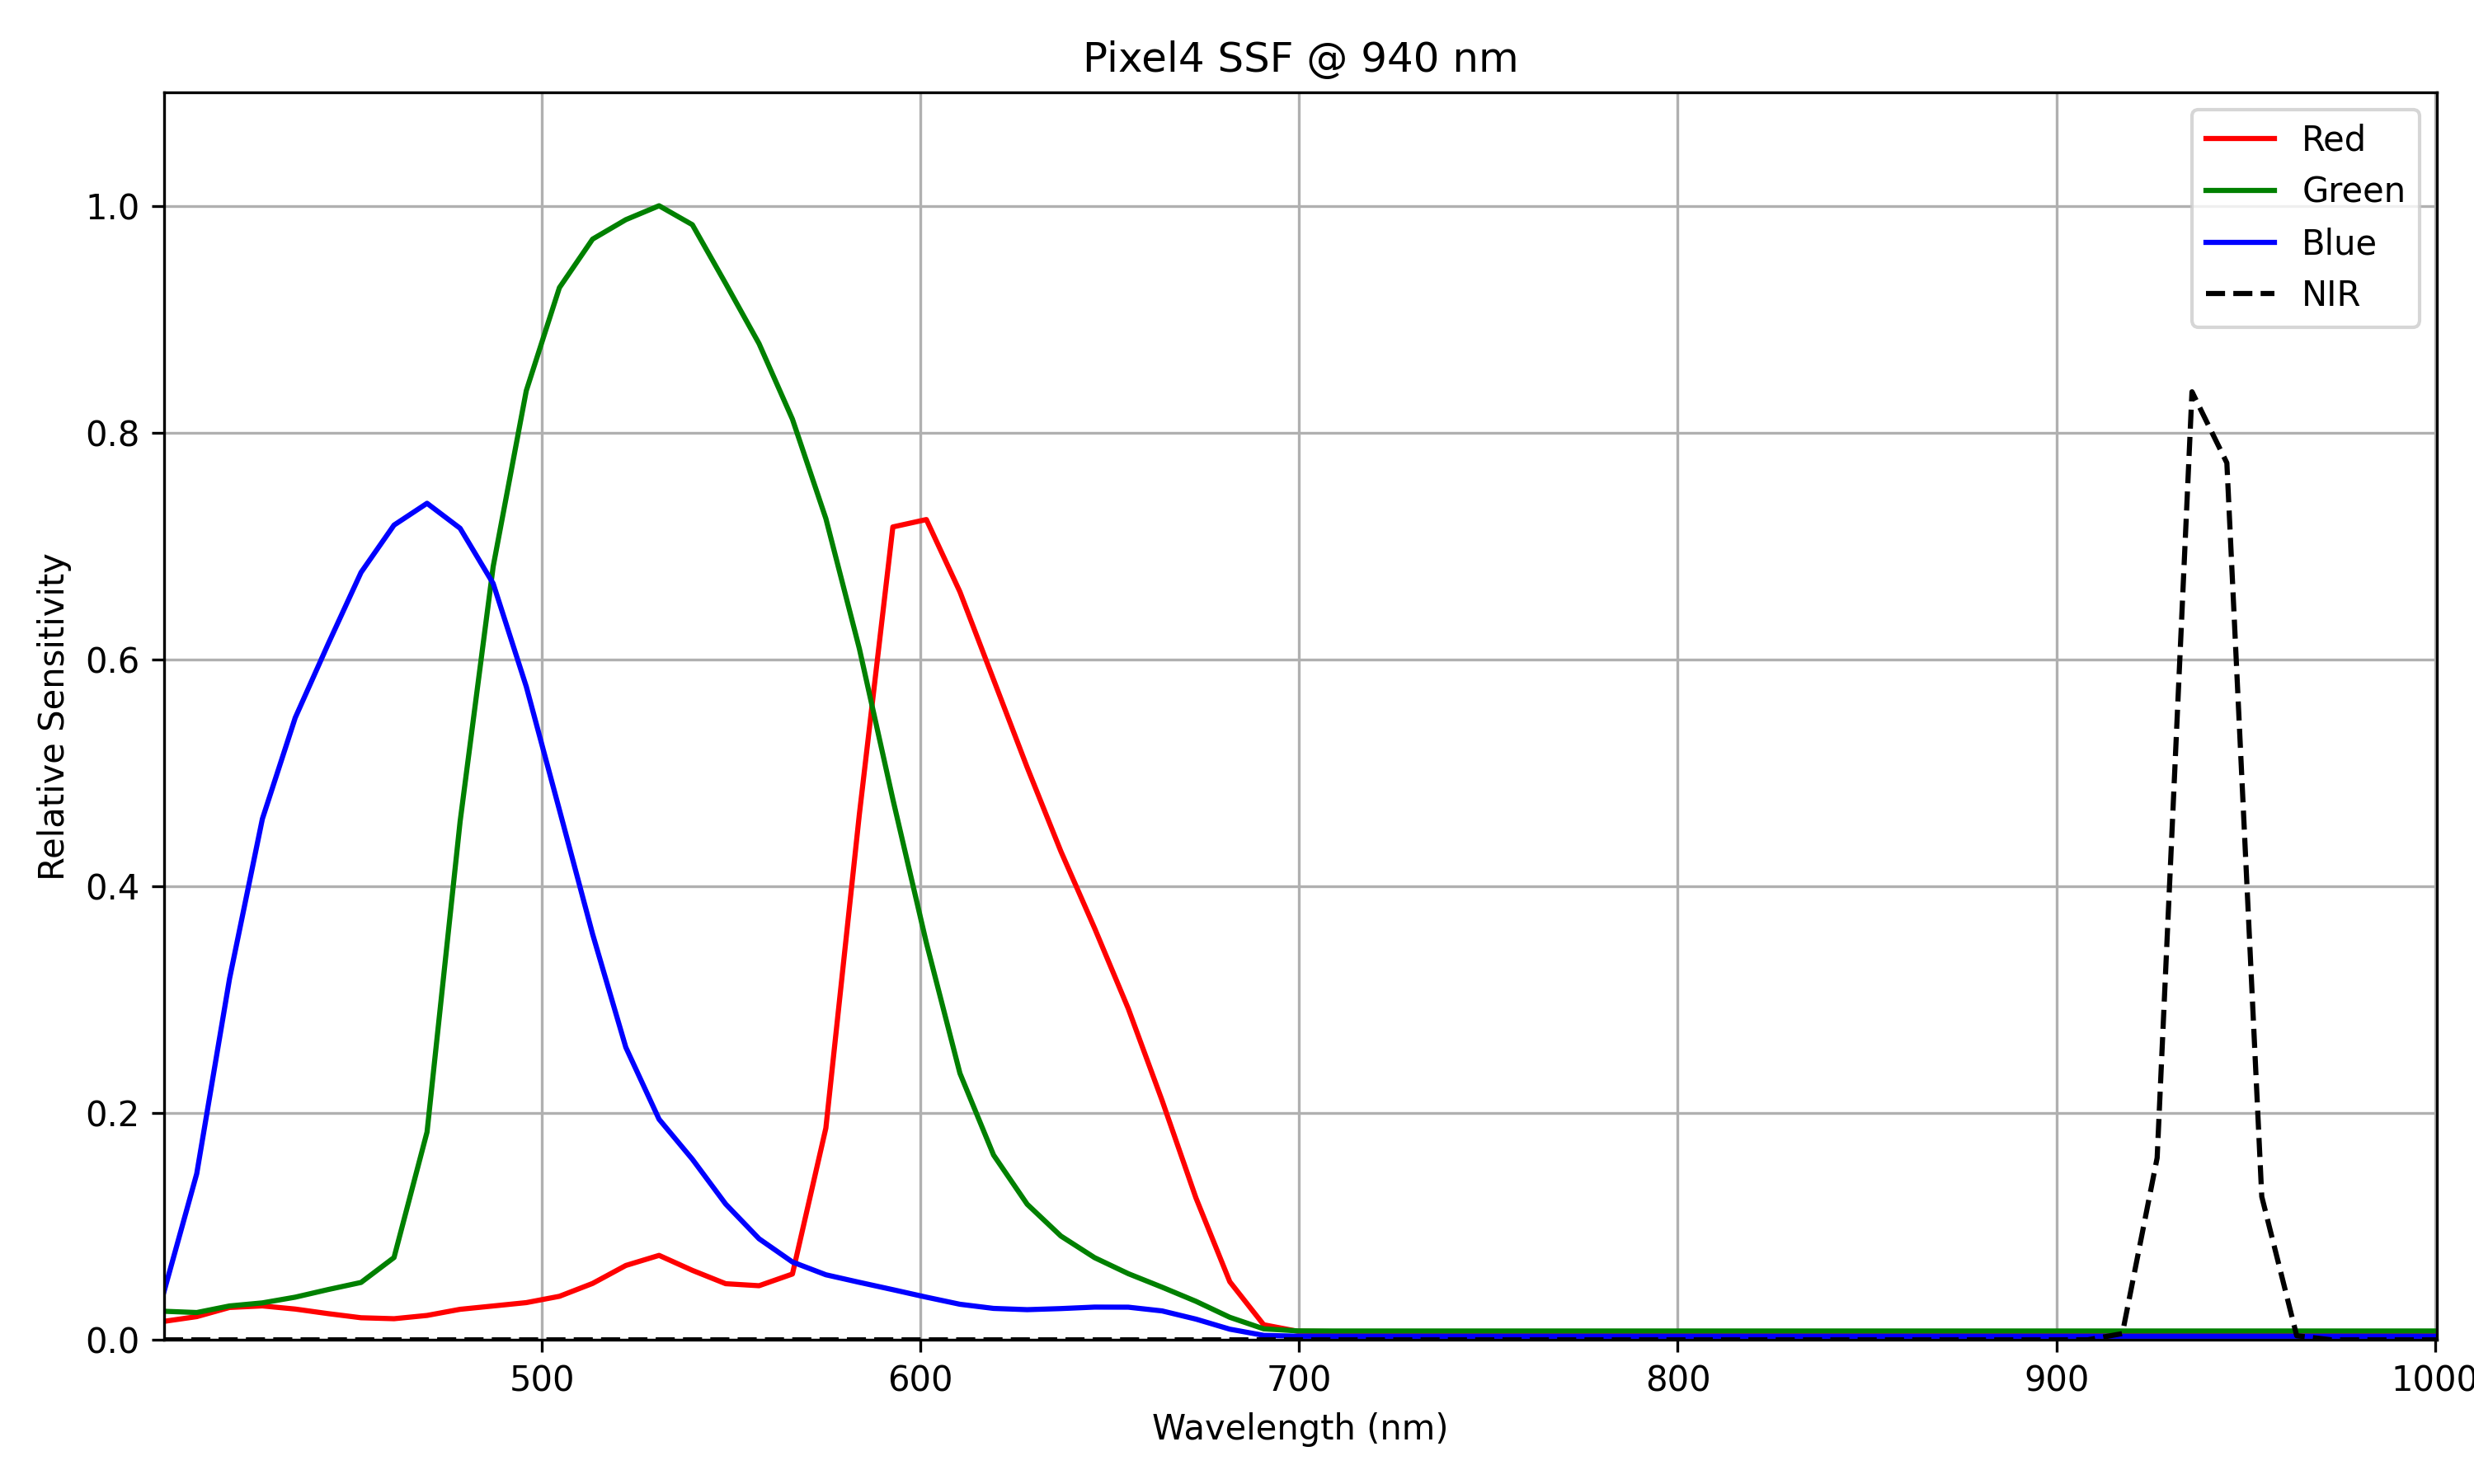 Pixel4 SSF @ 940 nm
Red
Green
Blue
NIR
Relative Sensitivity
1.0
0.8
0.6
0.4
0.2
0.0
500 600 700 800 900 1000
Wavelength (nm)